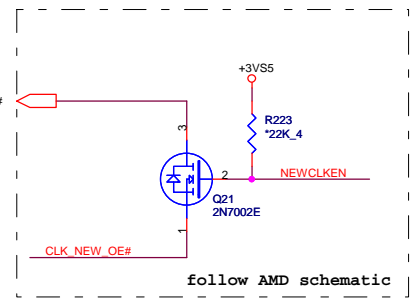 +3VS5
#
R223
*22K_4
3
2
NEWCLKEN
Q21
2N7002E
1
CLK_NEW_OE#
follow AMD schematic